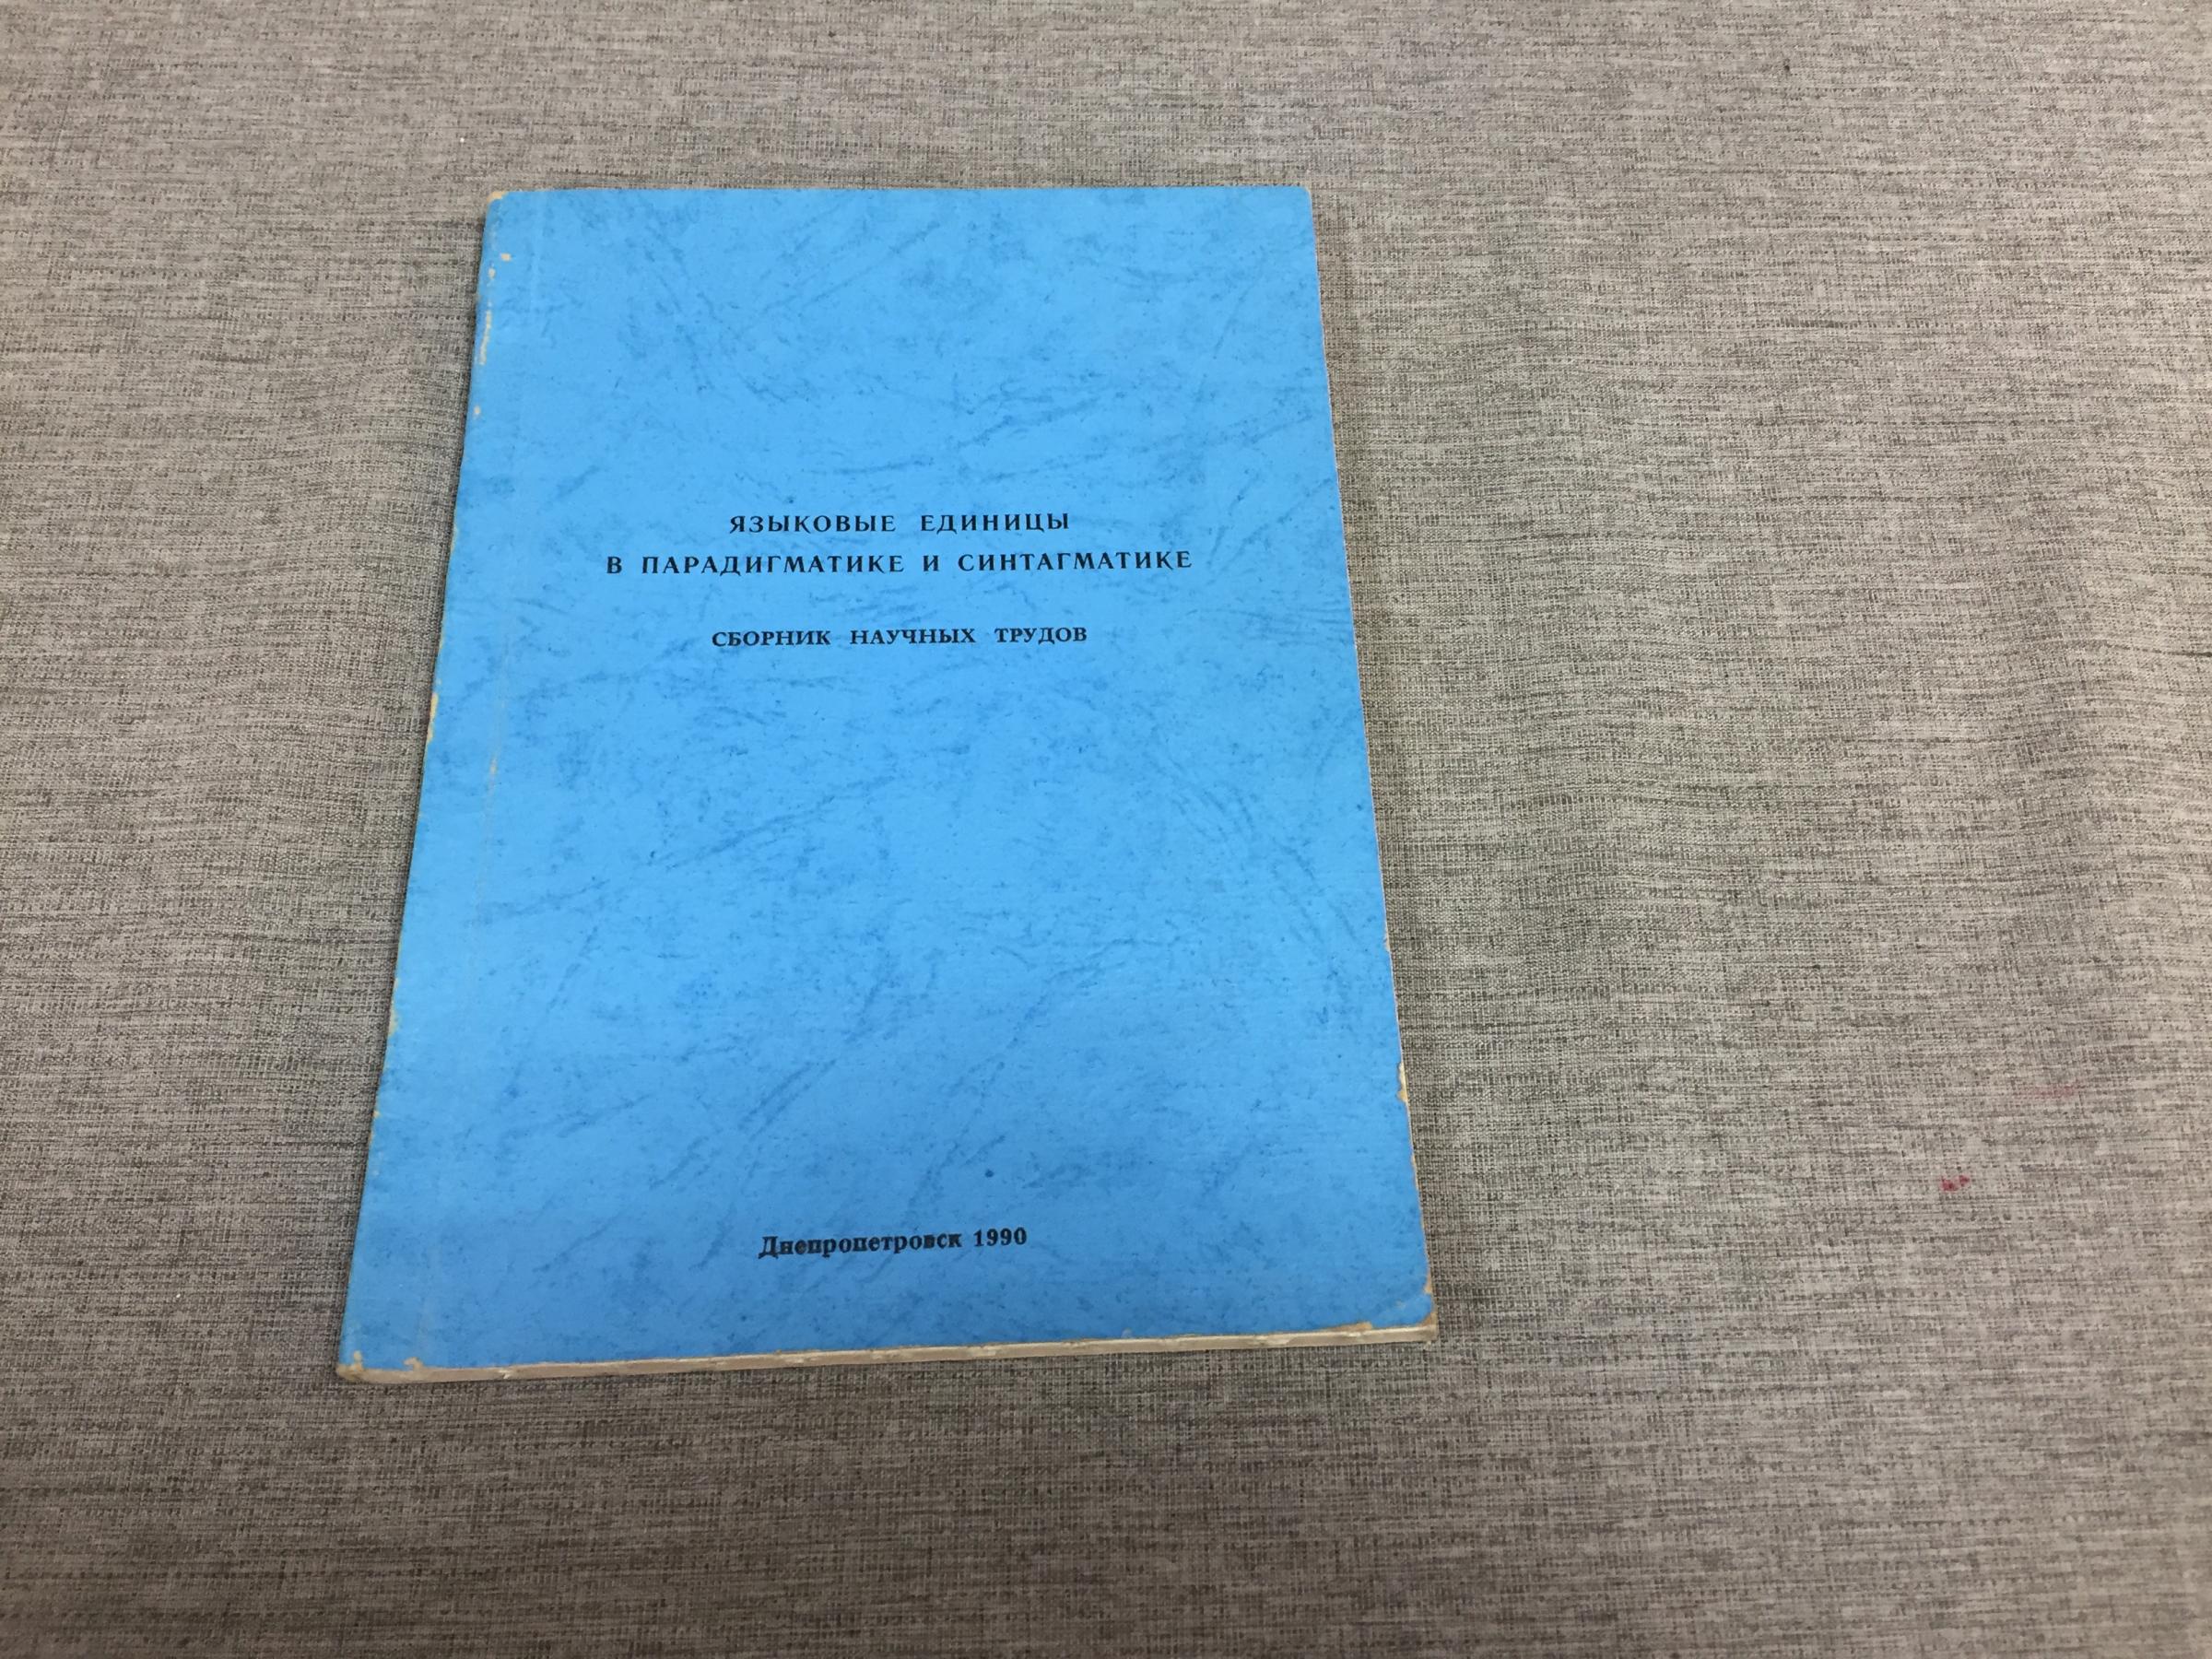 ЯЗЫКОВЫЕ ЕДИНИЦЫ
В ПАРАДИГМАТИКЕ И СИНТАГМАТИКЕ
СБОРНИК НАУЧНЫХ ТРУДОВ
Днепропетровск 1990